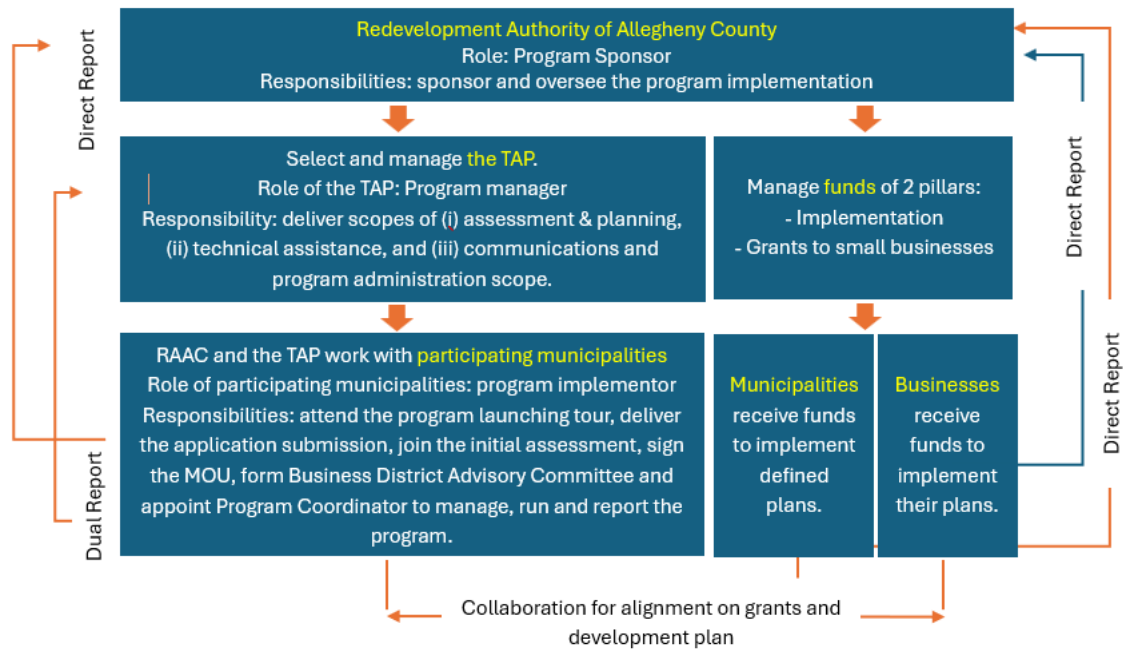 Redevelopment Authority of Allegheny County
Role: Program Sponsor
Responsibilities: sponsor and oversee the program implementation
Direct Report
Select and manage the TAP.
Role of the TAP: Program manager
Responsibility: deliver scopes of (i) assessment & planning,
(ii) technical assistance, and (iii) communications and
program administration scope.
Manage funds of 2 pillars:
- Implementation
- Grants to small businesses
Direct Report
RAAC and the TAP work with participating municipalities
Role of participating municipalities: program implementor
Responsibilities: attend the program launching tour, deliver
the application submission, join the initial assessment, sign
the MOU, form Business District Advisory Committee and
appoint Program Coordinator to manage, run and report the
program.
Municipalities
receive funds
to implement
defined
plans.
Businesses
receive
funds to
implement
their plans.
Direct Report
Dual Report
Collaboration for alignment on grants and
development plan